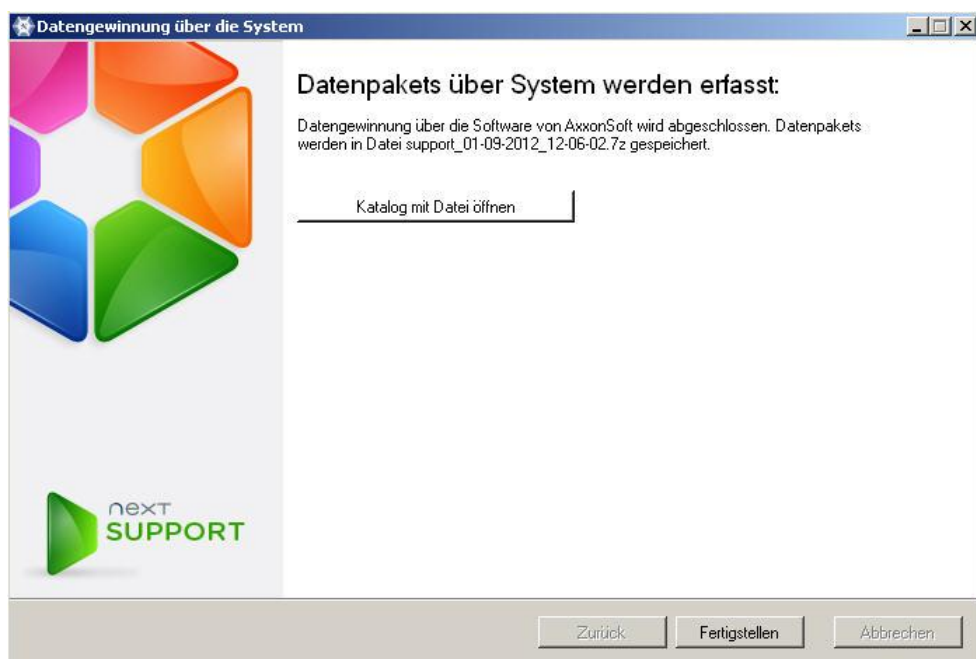 Datengewinnung über die System
Datenpakets über System werden erfasst:
Datengewinnung über die Software von AxxonSoft wird abgeschlossen. Datenpakets
werden in Datei support_01-09-2012_12-06-02.7z gespeichert.
Katalog mit Datei öffnen
next
SUPPORT
Zurück
Fertigstellen
Abbrechen